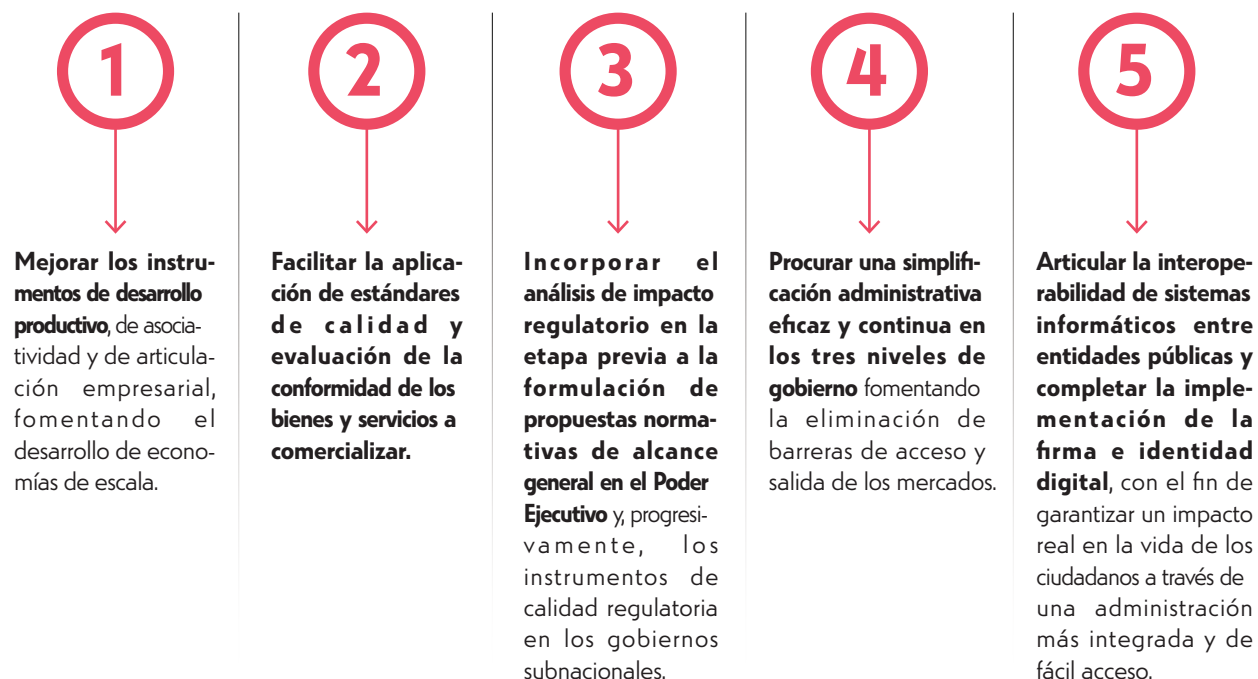 1
Mejorar los instru-
mentos de desarrollo
productivo, de asocia-
tividad y de articula-
ción empresarial,
fomentando el
desarrollo de econo-
mías de escala.
2
Facilitar la aplica-
ción de estándares
de calidad y
evaluación de la
conformidad de los
bienes y servicios a
comercializar.
3
Incorporar el
análisis de impacto
regulatorio en la
etapa previa a la
formulación de
propuestas norma-
tivas de alcance
general en el Poder
Ejecutivo y, progresi-
vamente, los
instrumentos de
calidad regulatoria
en los gobiernos
subnacionales.
4
Procurar una simplifi-
cación administrativa
eficaz y continua en
los tres niveles de
gobierno fomentando
la eliminación de
barreras de acceso y
salida de los mercados.
5
Articular la interope-
rabilidad de sistemas
informáticos entre
entidades públicas y
completar la imple-
mentación de la
firma e identidad
digital, con el fin de
garantizar un impacto
real en la vida de los
ciudadanos a través de
una administración
más integrada y de
fácil acceso.